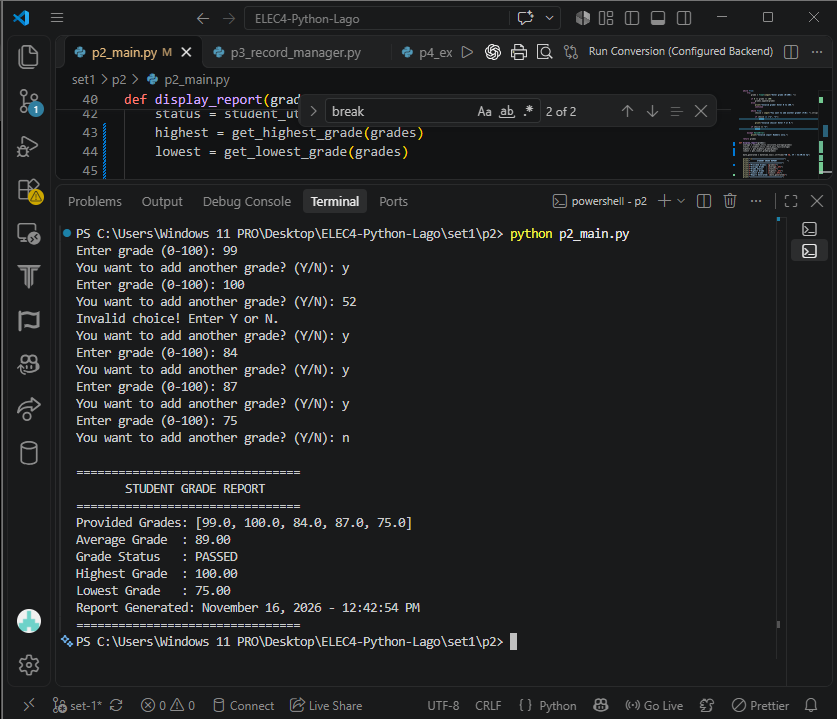 ELEC4-Python-Lago
p2_main.py M
p3_record_manager.py
p4_ex
Run Conversion (Configured Backend)
set1 > p2 > p2_main.py
40 def display_report(grad
break
Aa ab .*
2 of 2
42 status = student_ut
43 highest = get_highest_grade(grades)
44 lowest = get_lowest_grade(grades)
45
1
Problems Output Debug Console Terminal Ports
powershell - p2
PS C:\Users\Windows 11 PRO\Desktop\ELEC4-Python-Lago\set1\p2> python p2_main.py
Enter grade (0-100): 99
You want to add another grade? (Y/N): y
Enter grade (0-100): 100
You want to add another grade? (Y/N): 52
Invalid choice! Enter Y or N.
You want to add another grade? (Y/N): y
Enter grade (0-100): 84
You want to add another grade? (Y/N): y
Enter grade (0-100): 87
You want to add another grade? (Y/N): y
Enter grade (0-100): 75
You want to add another grade? (Y/N): n
===============================
STUDENT GRADE REPORT
===============================
Provided Grades: [99.0, 100.0, 84.0, 87.0, 75.0]
Average Grade : 89.00
Grade Status : PASSED
Highest Grade : 100.00
Lowest Grade : 75.00
Report Generated: November 16, 2026 - 12:42:54 PM
===============================
PS C:\Users\Windows 11 PRO\Desktop\ELEC4-Python-Lago\set1\p2>
set-1* 0 0 Connect Live Share UTF-8 CRLF { } Python Go Live Prettier